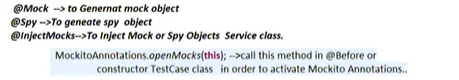 @Mock --> to Genernat mock object
@Spy -->To geneate spy object
@InjectMocks-->To Inject Mock or Spy Objects Service class.
MockitoAnnotations.openMocks(this); -->call this method in @Before or
constructor TestCase class in order to activate Mockito Annotations..